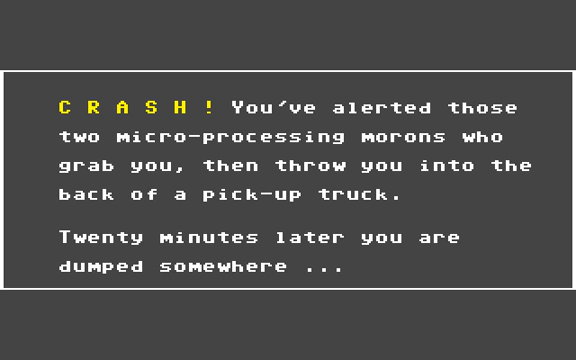 C R A S H ! You've alerted those
two micro-processing morons who
grab you, then throw you into the
back of a pick-up truck.
Twenty minutes later you are
dumped somewhere ...